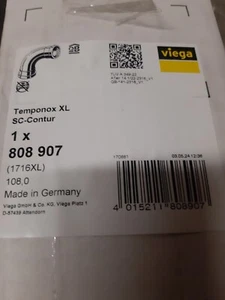 viega
Temponox XL
SC-Contur
1 x
808 907
(1716XL)
108,0
Made in Germany
Viega GmbH & Co. KG, Viega Platz 1
D-57439 Attendorn
4 015211 808907